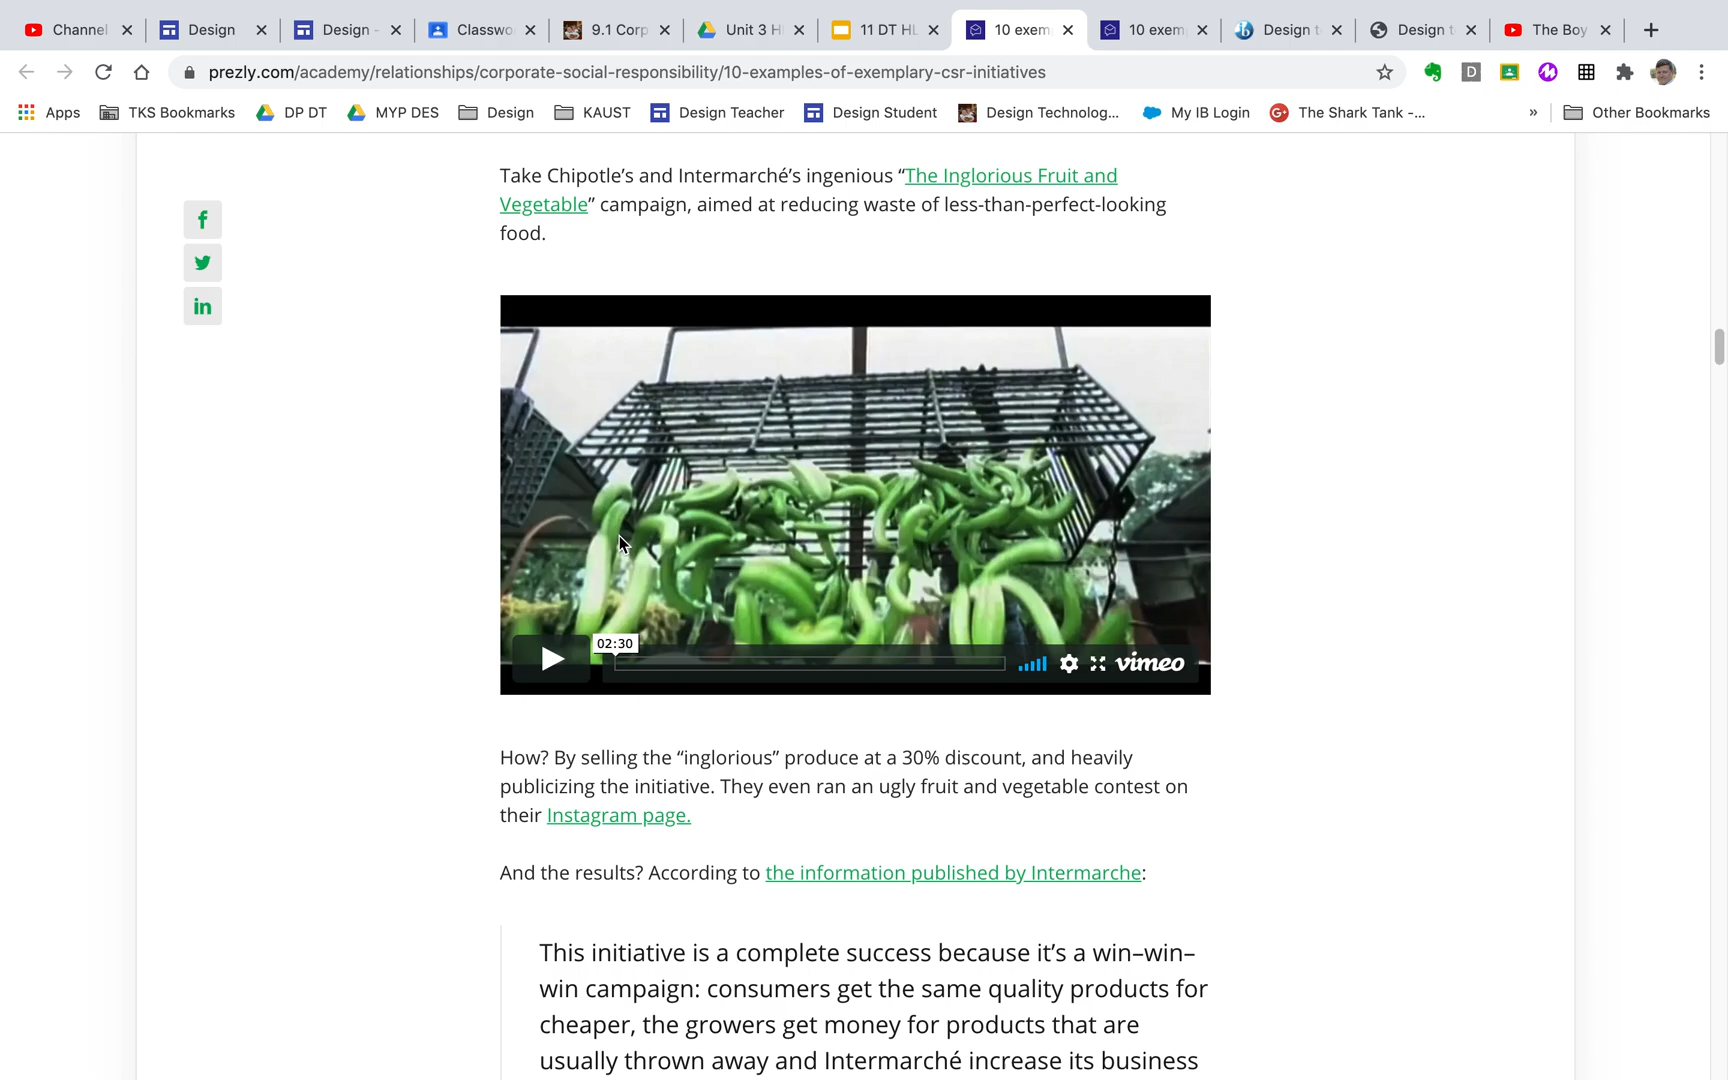 Channel
Design
Design -
Classwo
9.1 Corp
Unit 3 H
11 DT HL
10 exem
10 exem
Design t
Design t
The Boy
prezly.com/academy/relationships/corporate-social-responsibility/10-examples-of-exemplary-csr-initiatives
Apps
TKS Bookmarks
DP DT
MYP DES
Design
KAUST
Design Teacher
Design Student
Design Technolog...
My IB Login
The Shark Tank -...
»
Other Bookmarks
Take Chipotle’s and Intermarché’s ingenious “The Inglorious Fruit and
Vegetable” campaign, aimed at reducing waste of less-than-perfect-looking
food.
02:30
vimeo
How? By selling the “inglorious” produce at a 30% discount, and heavily
publicizing the initiative. They even ran an ugly fruit and vegetable contest on
their Instagram page.
And the results? According to the information published by Intermarche:
This initiative is a complete success because it’s a win–win–
win campaign: consumers get the same quality products for
cheaper, the growers get money for products that are
usually thrown away and Intermarché increase its business